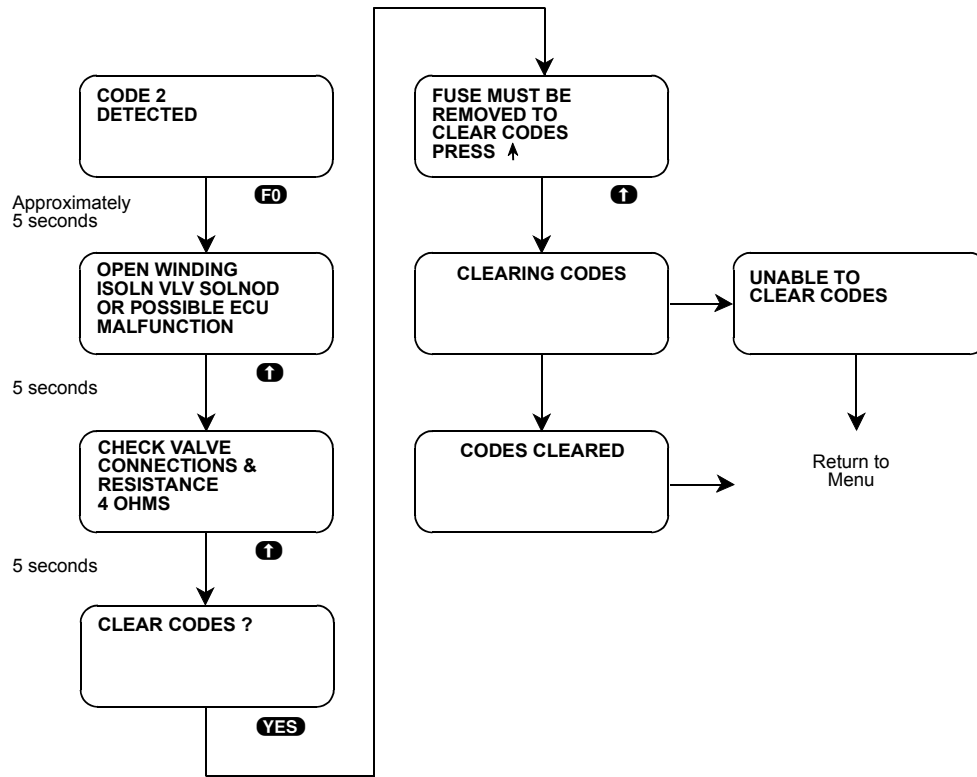 CODE 2
DETECTED
F0
Approximately
5 seconds
OPEN WINDING
ISOLN VLV SOLNOD
OR POSSIBLE ECU
MALFUNCTION
↑
5 seconds
CHECK VALVE
CONNECTIONS &
RESISTANCE
4 OHMS
↑
5 seconds
CLEAR CODES ?
YES
FUSE MUST BE
REMOVED TO
CLEAR CODES
PRESS ↑
↑
CLEARING CODES
UNABLE TO
CLEAR CODES
CODES CLEARED
Return to
Menu